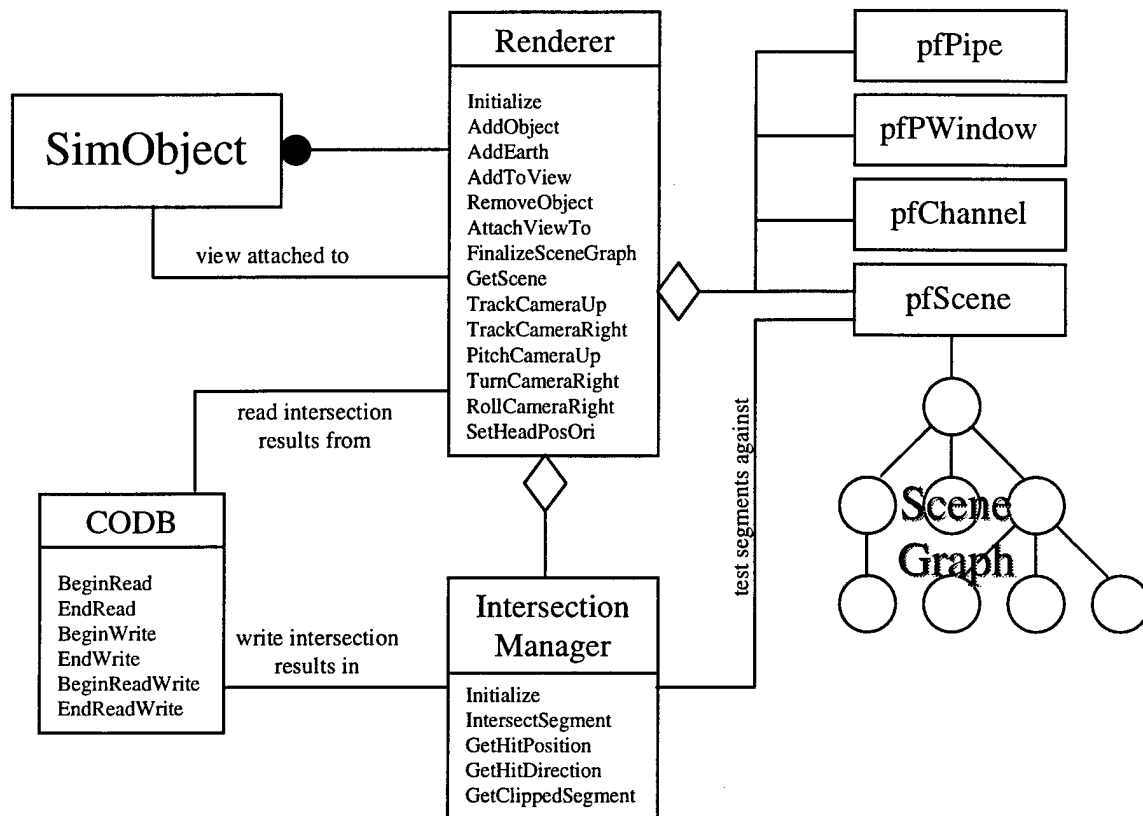 Renderer
Initialize
AddObject
AddEarth
AddToView
RemoveObject
AttachViewTo
FinalizeSceneGraph
GetScene
TrackCameraUp
TrackCameraRight
PitchCameraUp
TurnCameraRight
RollCameraRight
SetHeadPosOri
SimObject
view attached to
read intersection
results from
CODB
BeginRead
EndRead
BeginWrite
EndWrite
BeginReadWrite
EndReadWrite
write intersection
results in
Intersection
Manager
Initialize
IntersectSegment
GetHitPosition
GetHitDirection
GetClippedSegment
test segments against
pfPipe
pfPWindow
pfChannel
pfScene
Scene
Graph